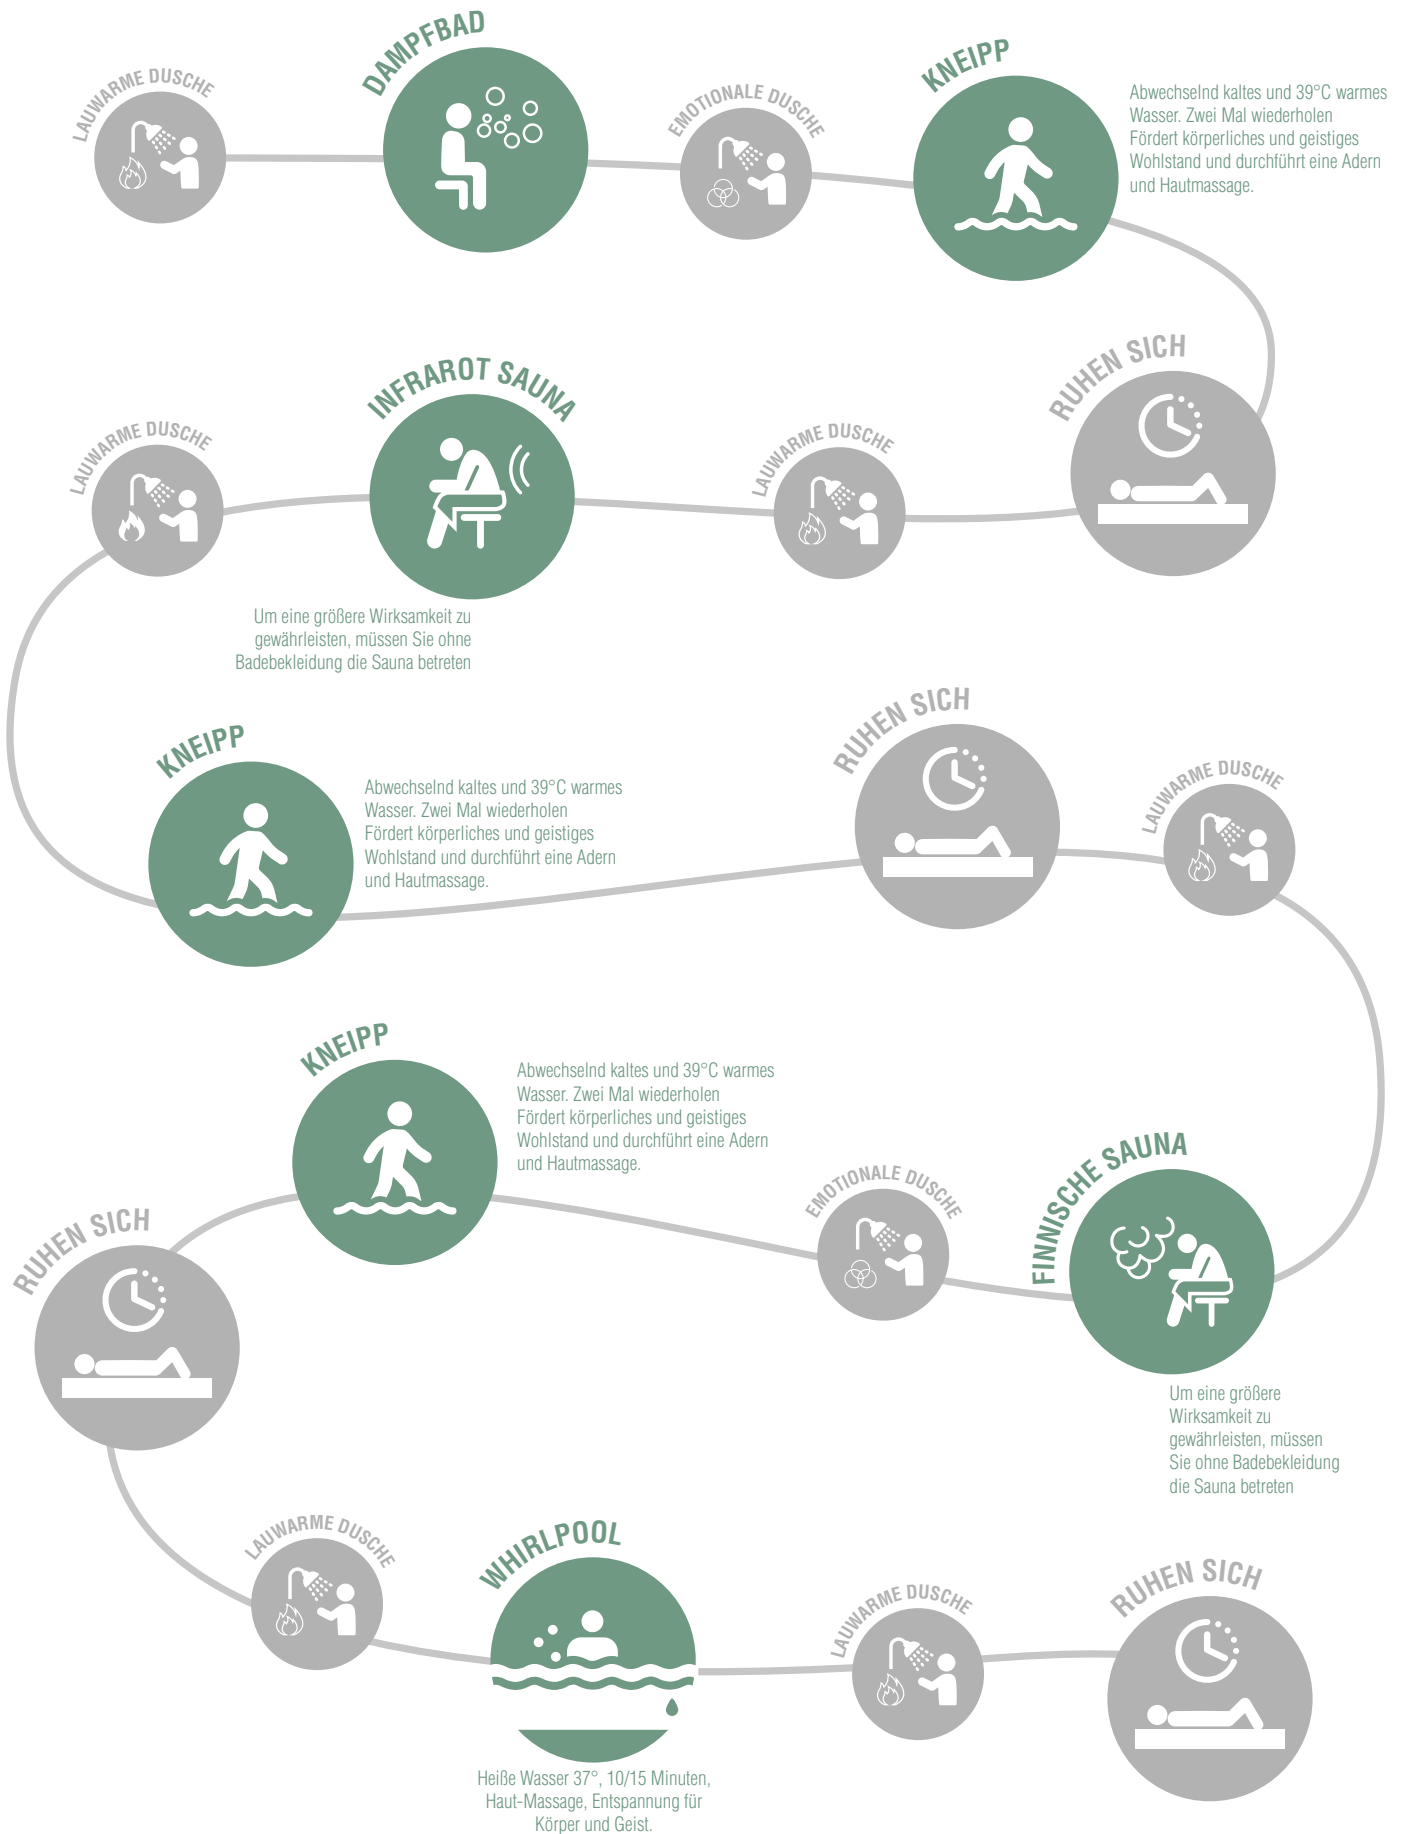 LAUWARME DUSCHE
DAMPFBAD
EMOTIONALE DUSCHE
KNEIPP
Abwechselnd kaltes und 39°C warmes
Wasser. Zwei Mal wiederholen
Fördert körperliches und geistiges
Wohlstand und durchführt eine Adern
und Hautmassage.
RUHEN SICH
LAUWARME DUSCHE
INFRAROT SAUNA
Um eine größere Wirksamkeit zu
gewährleisten, müssen Sie ohne
Badebekleidung die Sauna betreten
LAUWARME DUSCHE
KNEIPP
Abwechselnd kaltes und 39°C warmes
Wasser. Zwei Mal wiederholen
Fördert körperliches und geistiges
Wohlstand und durchführt eine Adern
und Hautmassage.
RUHEN SICH
LAUWARME DUSCHE
FINNISCHE SAUNA
Um eine größere
Wirksamkeit zu
gewährleisten, müssen
Sie ohne Badebekleidung
die Sauna betreten
EMOTIONALE DUSCHE
KNEIPP
Abwechselnd kaltes und 39°C warmes
Wasser. Zwei Mal wiederholen
Fördert körperliches und geistiges
Wohlstand und durchführt eine Adern
und Hautmassage.
RUHEN SICH
LAUWARME DUSCHE
WHIRLPOOL
Heiße Wasser 37°, 10/15 Minuten,
Haut-Massage, Entspannung für
Körper und Geist.
LAUWARME DUSCHE
RUHEN SICH